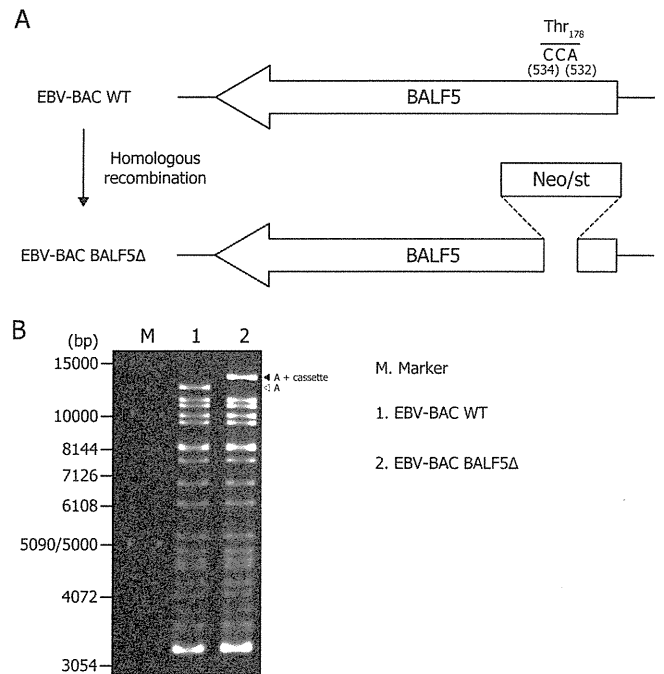 A
Thr178
CCA
(534) (532)
EBV-BAC WT
BALF5
Homologous
recombination
Neo/st
EBV-BAC BALF5Δ
BALF5
B
(bp)
M 1 2
15000
A + cassette
A
10000
8144
7126
6108
5090/5000
4072
3054
M. Marker
1. EBV-BAC WT
2. EBV-BAC BALF5Δ